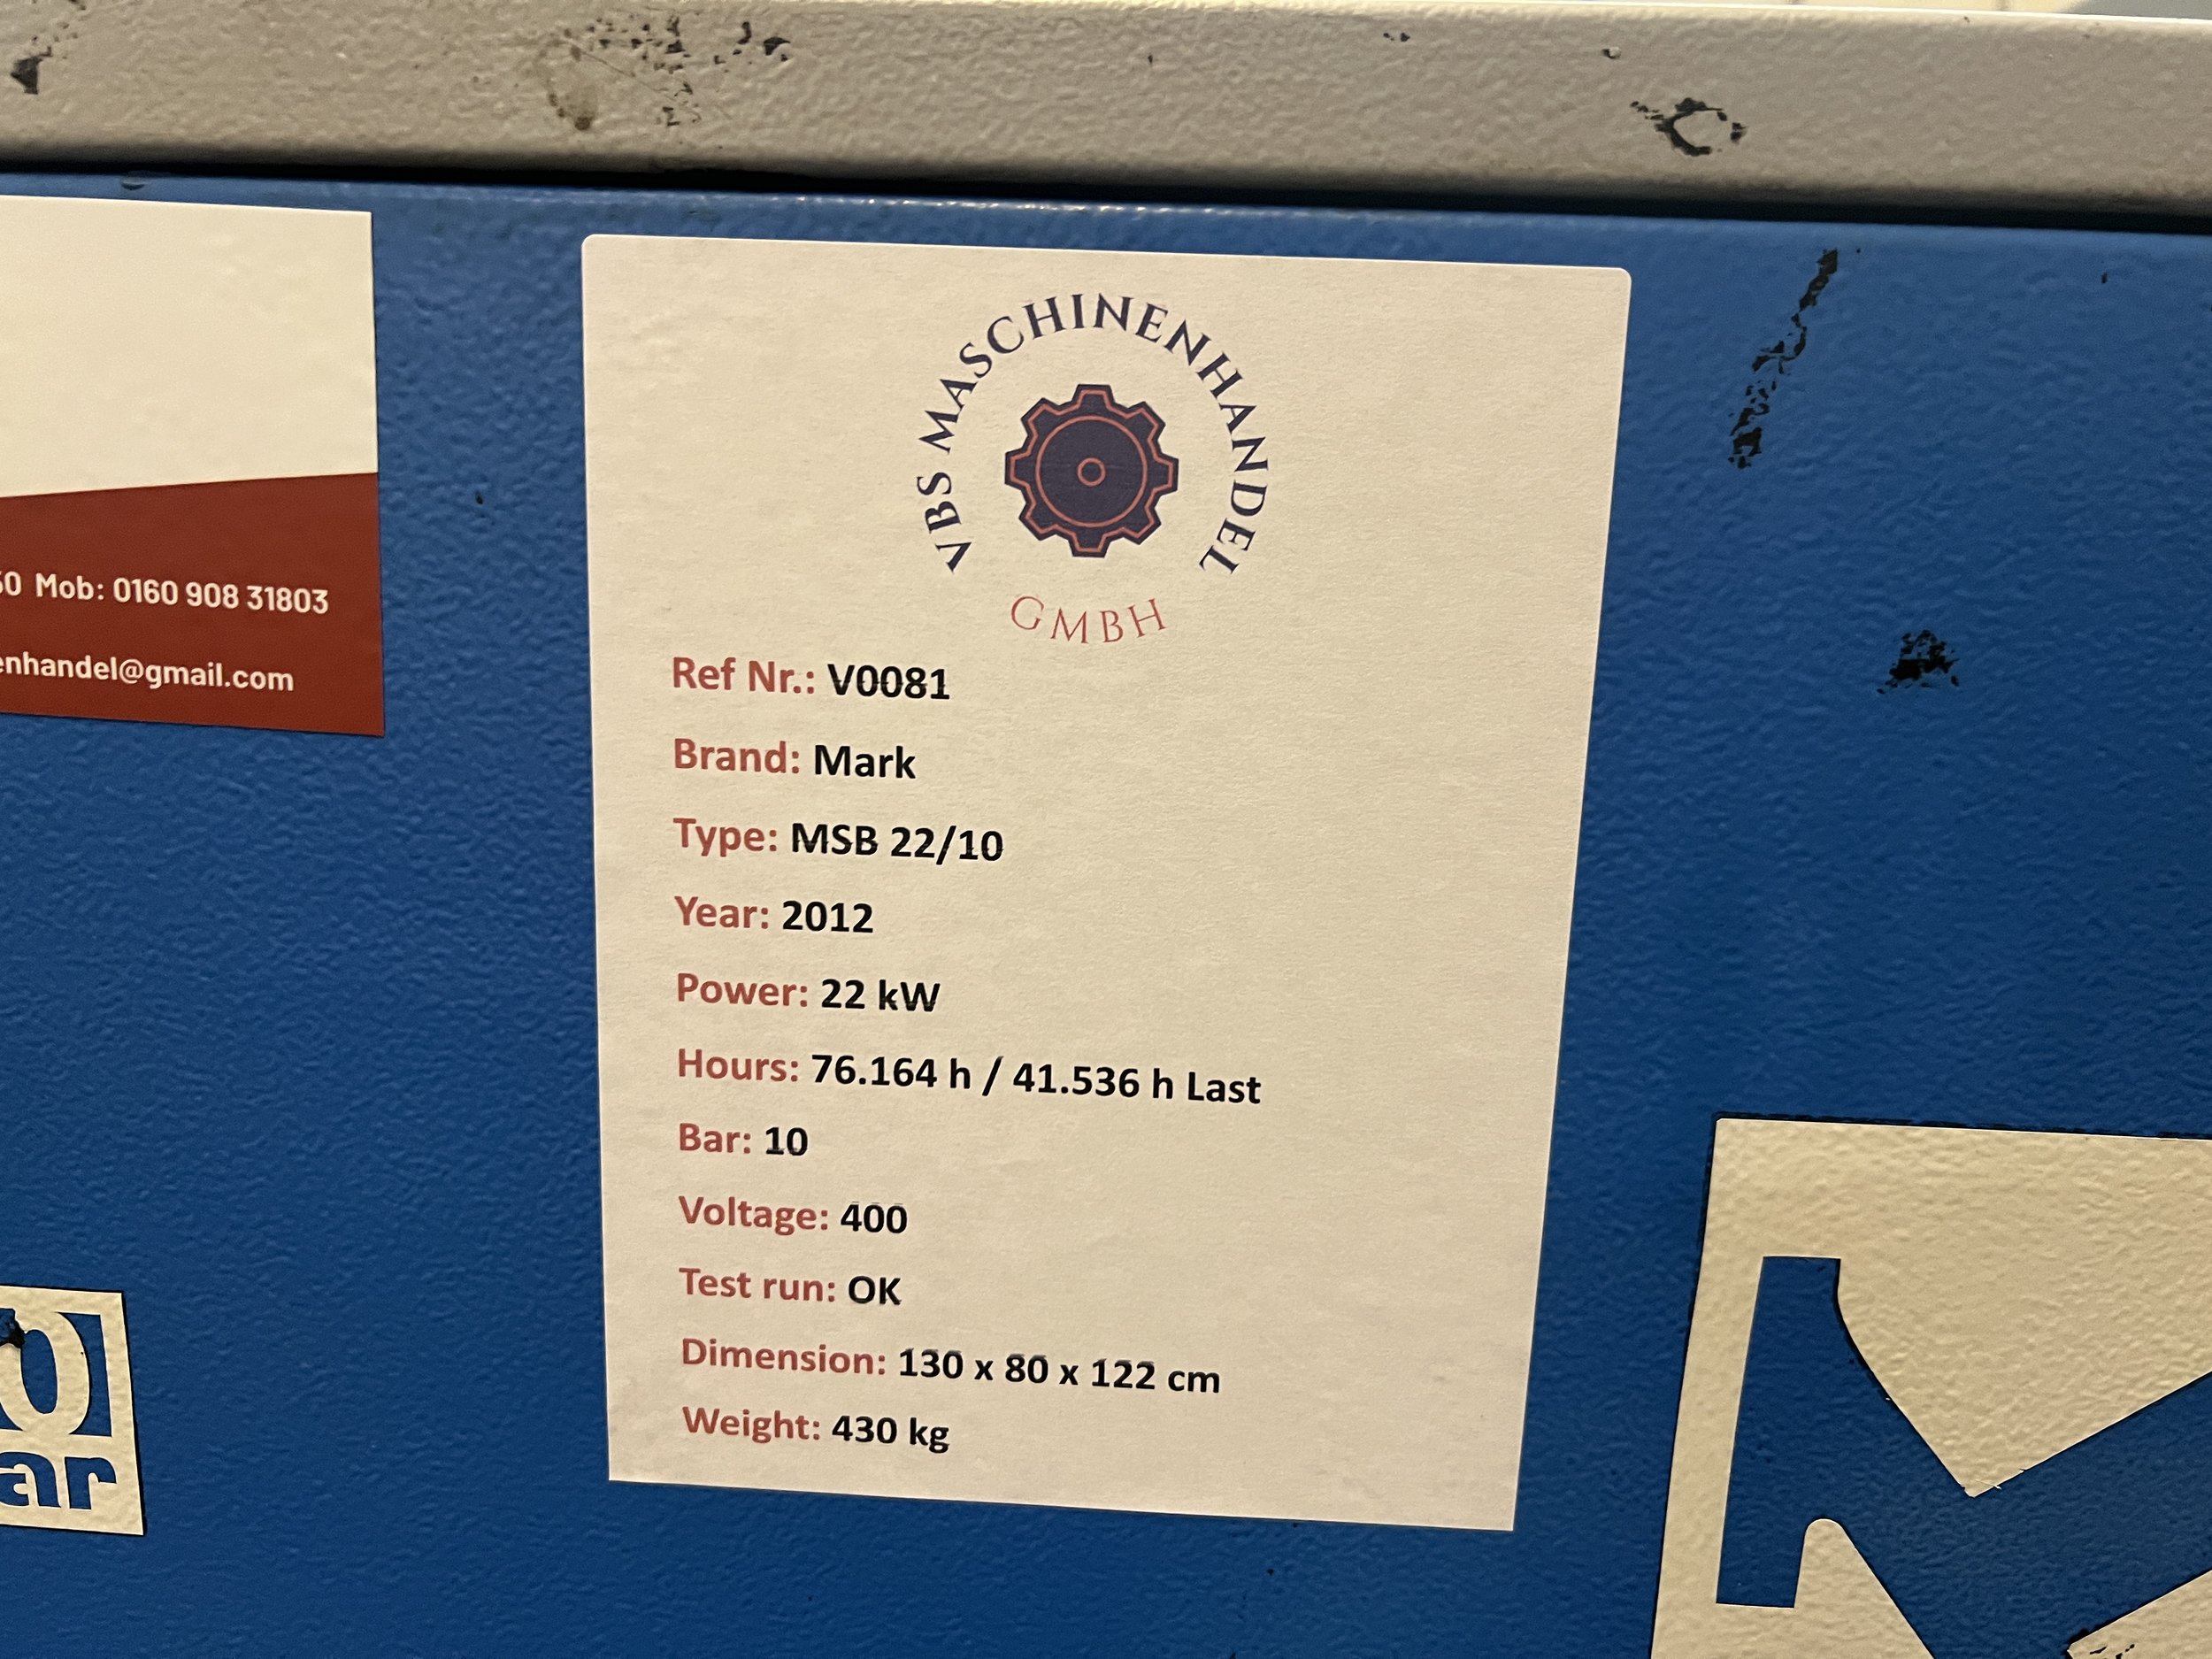 VBS MASCHINENHANDEL
GMBH
Mob: 0160 908 31803
enhandel@gmail.com
Ref Nr.: V0081
Brand: Mark
Type: MSB 22/10
Year: 2012
Power: 22 kW
Hours: 76.164 h / 41.536 h Last
Bar: 10
Voltage: 400
Test run: OK
Dimension: 130 x 80 x 122 cm
Weight: 430 kg
0
ar